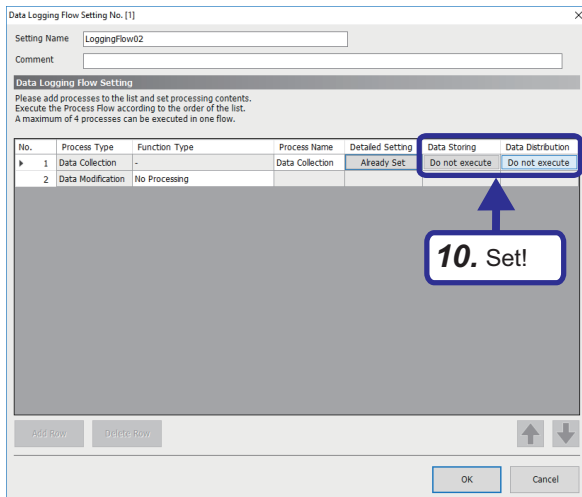 Data Logging Flow Setting No. [1]
Setting Name LoggingFlow02
Comment
Data Logging Flow Setting
Please add processes to the list and set processing contents.
Execute the Process Flow according to the order of the list.
A maximum of 4 processes can be executed in one flow.
No. Process Type Function Type Process Name Detailed Setting Data Storing Data Distribution
1 Data Collection - Data Collection Already Set Do not execute Do not execute
2 Data Modification No Processing
10. Set!
Add Row Delete Row
OK Cancel